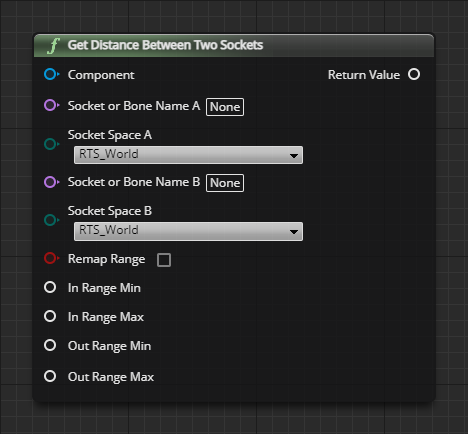 f Get Distance Between Two Sockets
Component Return Value
Socket or Bone Name A None
Socket Space A
RTS_World
Socket or Bone Name B None
Socket Space B
RTS_World
Remap Range
In Range Min
In Range Max
Out Range Min
Out Range Max